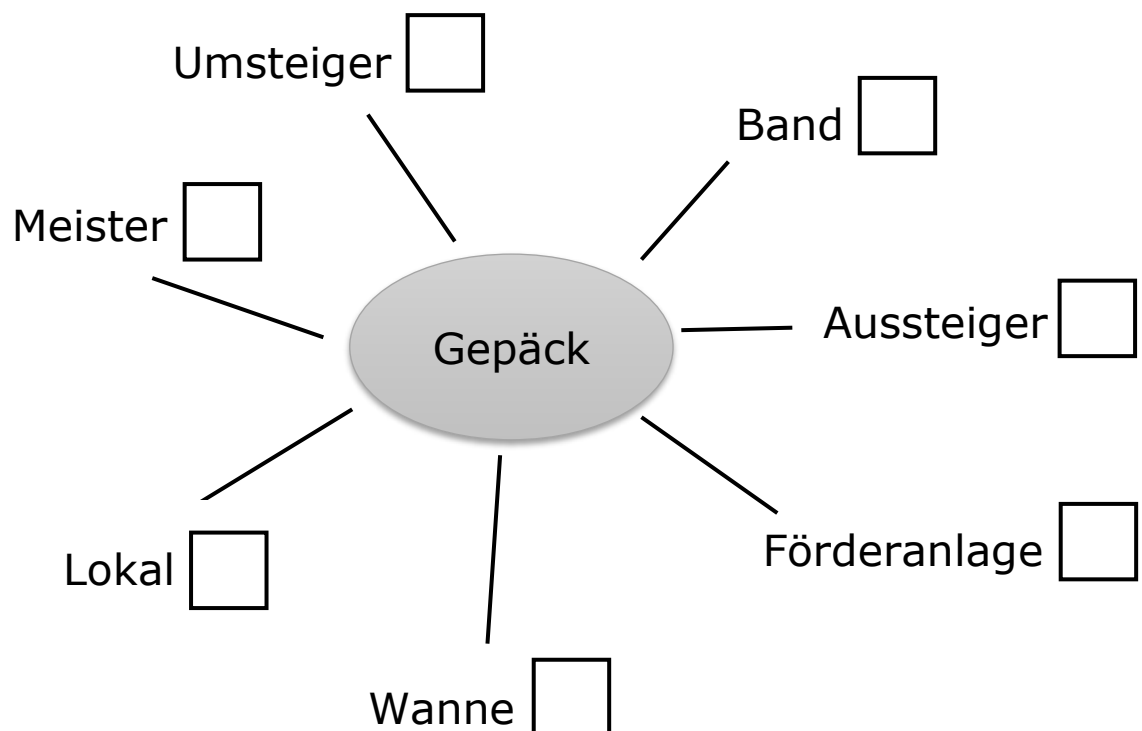 Umsteiger
Band
Meister
Aussteiger
Gepäck
Förderanlage
Lokal
Wanne